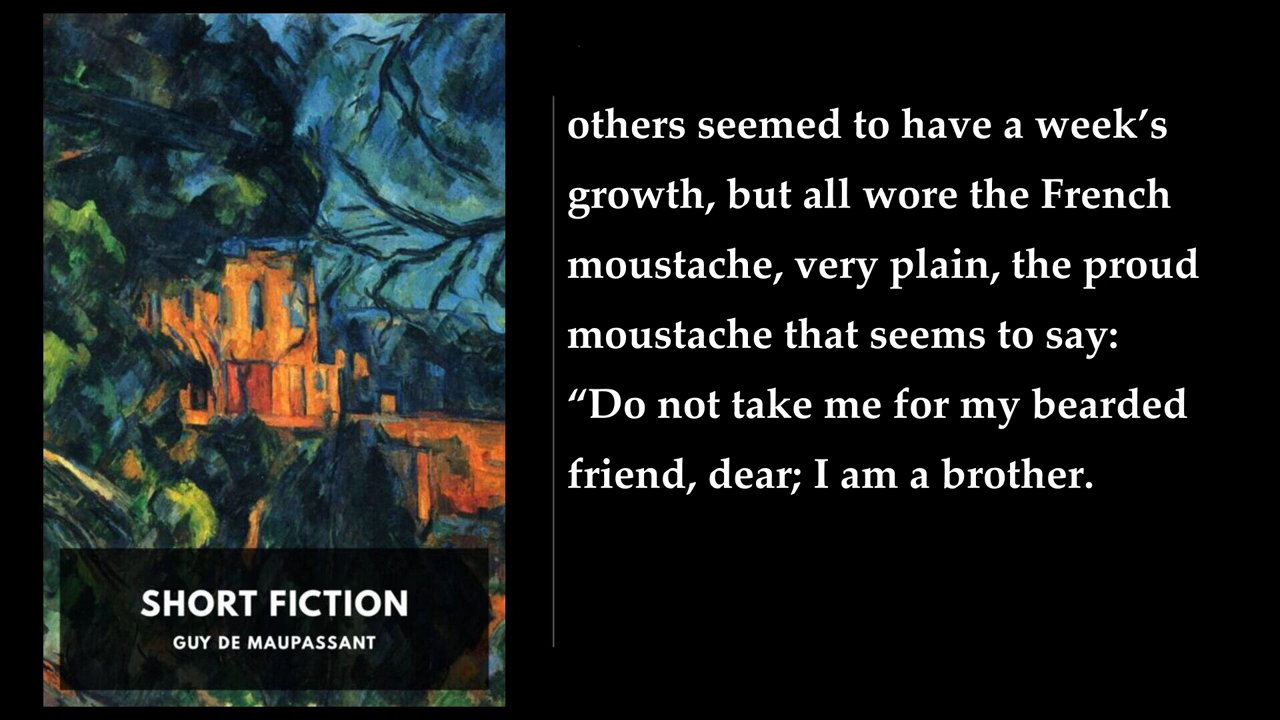 SHORT FICTION
GUY DE MAUPASSANT
others seemed to have a week’s
growth, but all wore the French
moustache, very plain, the proud
moustache that seems to say:
“Do not take me for my bearded
friend, dear; I am a brother.